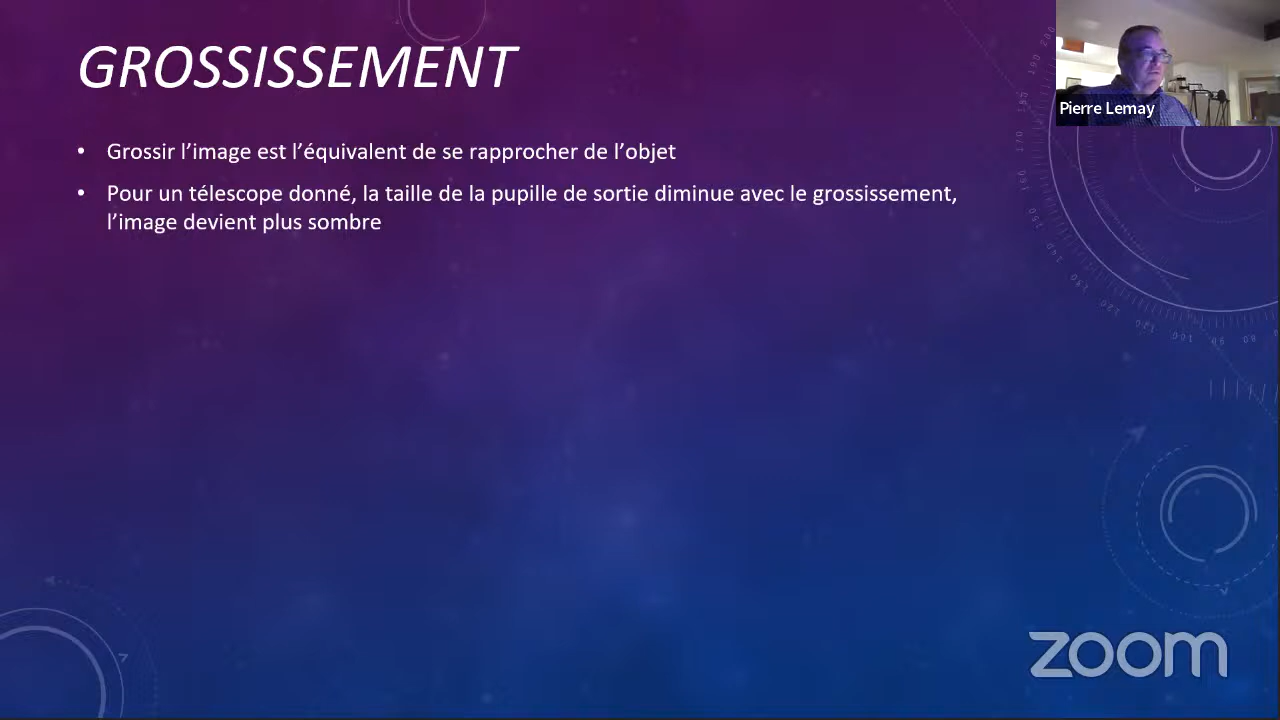 GROSSISSEMENT
Pierre Lemay
• Grossir l’image est l’équivalent de se rapprocher de l’objet
• Pour un télescope donné, la taille de la pupille de sortie diminue avec le grossissement,
l’image devient plus sombre
zoom